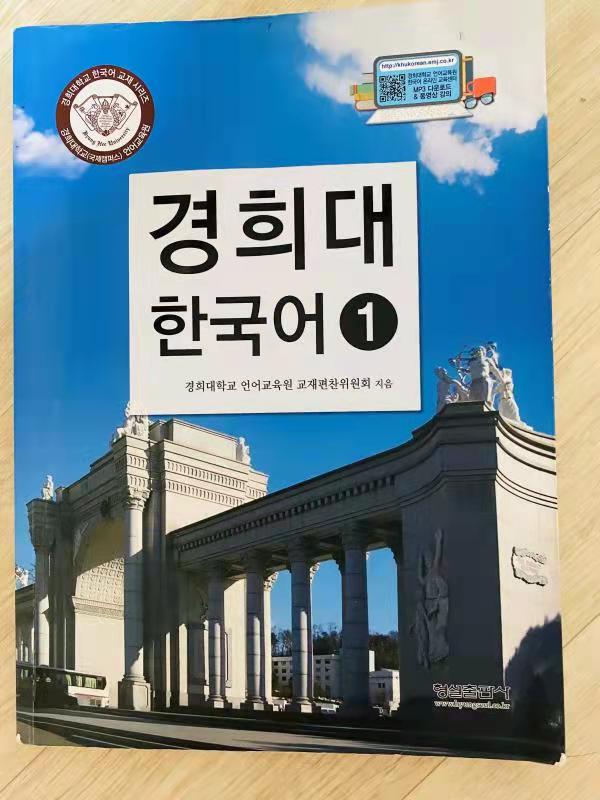 경희대학교 한국어 교재 시리즈
Kyung Hee University
경희대학교(국제캠퍼스) 언어교육원
http://khukorean.emj.co.kr
경희대학교 언어교육원
한국어 온라인 교육센터
MP3 다운로드
& 동영상 강의
경희대
한국어 1
경희대학교 언어교육원 교재편찬위원회 지음
형설출판사
www.hyungseul.co.kr